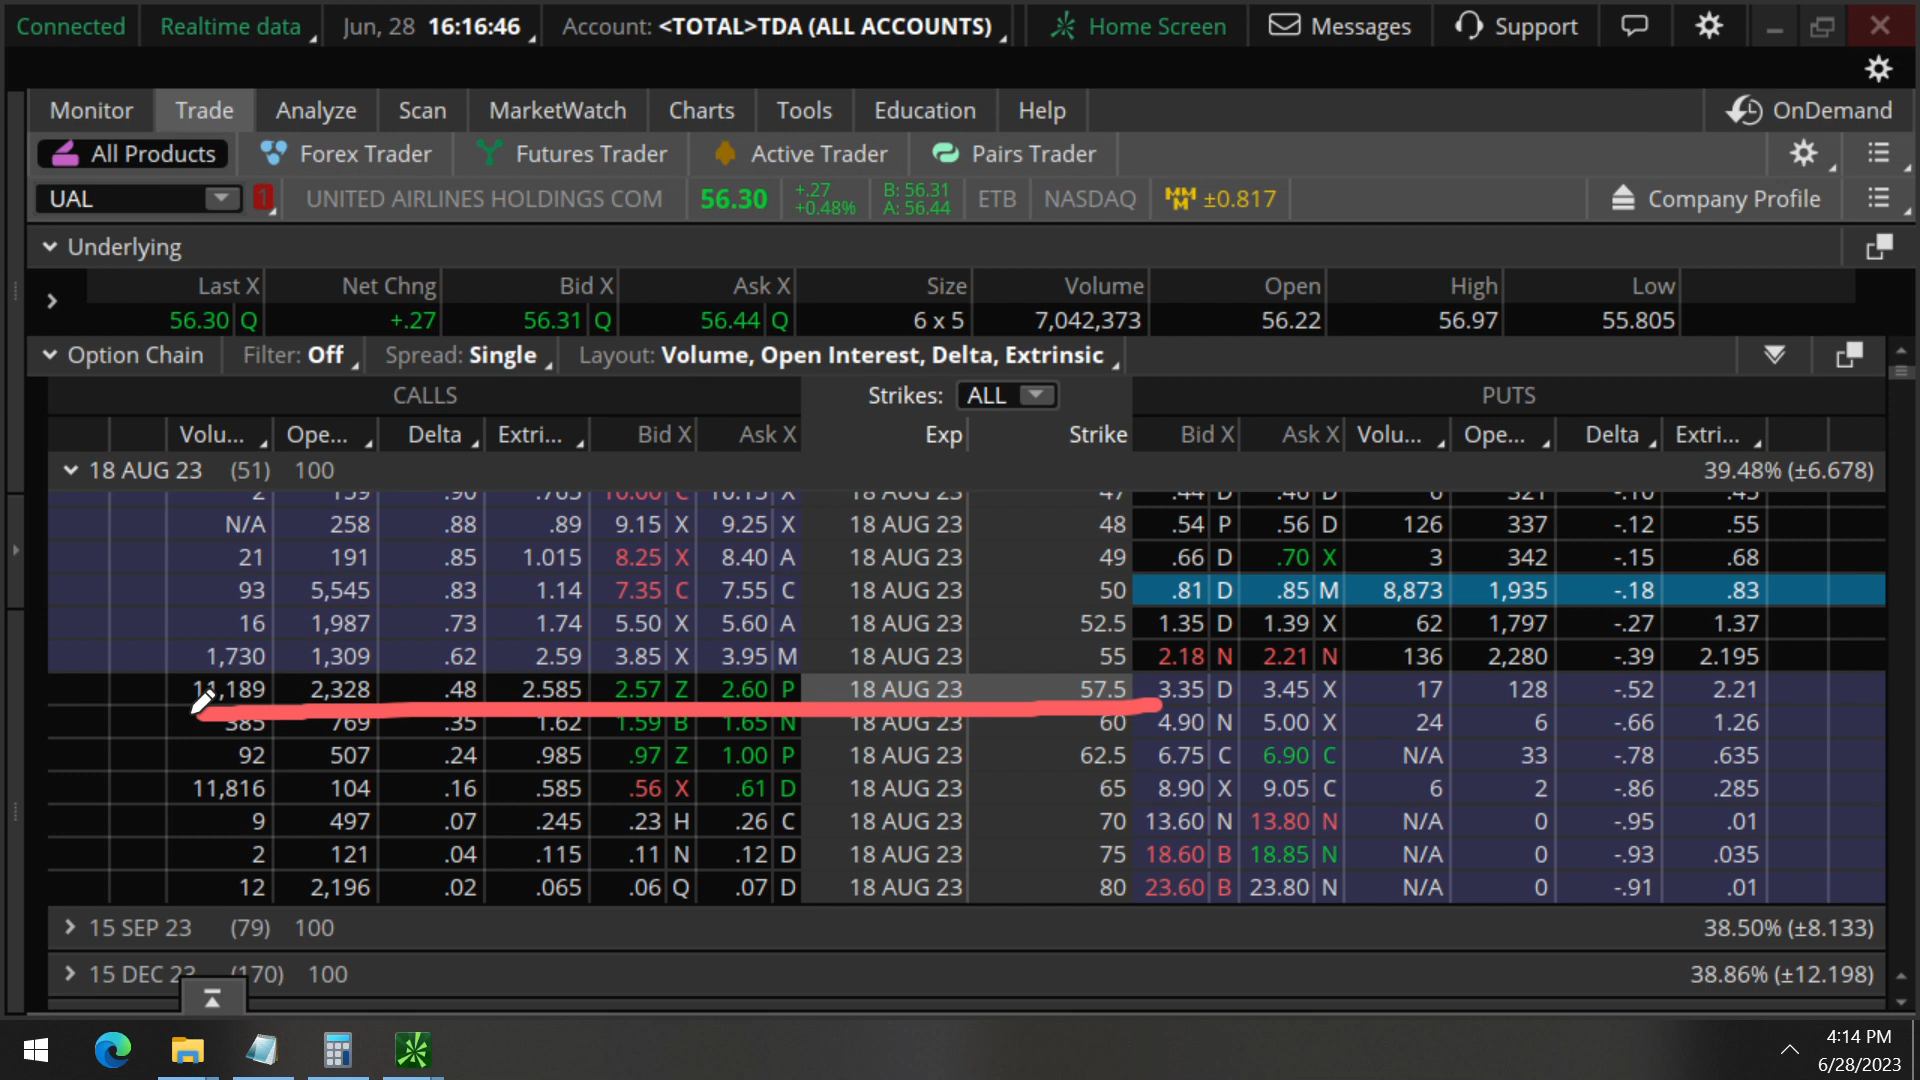 Connected Realtime data Jun, 28 16:16:46 Account: <TOTAL>TDA (ALL ACCOUNTS) Home Screen Messages Support
Monitor Trade Analyze Scan MarketWatch Charts Tools Education Help OnDemand
All Products Forex Trader Futures Trader Active Trader Pairs Trader
UAL 1 UNITED AIRLINES HOLDINGS COM 56.30 +.27 +0.48% B: 56.31 A: 56.44 ETB NASDAQ ±0.817 Company Profile
Underlying
Last X Net Chng Bid X Ask X Size Volume Open High Low
56.30 Q +.27 56.31 Q 56.44 Q 6 x 5 7,042,373 56.22 56.97 55.805
Option Chain Filter: Off Spread: Single Layout: Volume, Open Interest, Delta, Extrinsic
CALLS Strikes: ALL PUTS
Volu... Ope... Delta Extri... Bid X Ask X Exp Strike Bid X Ask X Volu... Ope... Delta Extri...
18 AUG 23 (51) 100 39.48% (±6.678)
N/A 258 .88 .89 9.15 X 9.25 X 18 AUG 23 48 .54 P .56 D 126 337 -.12 .55
21 191 .85 1.015 8.25 X 8.40 A 18 AUG 23 49 .66 D .70 X 3 342 -.15 .68
93 5,545 .83 1.14 7.35 C 7.55 C 18 AUG 23 50 .81 D .85 M 8,873 1,935 -.18 .83
16 1,987 .73 1.74 5.50 X 5.60 A 18 AUG 23 52.5 1.35 D 1.39 X 62 1,797 -.27 1.37
1,730 1,309 .62 2.59 3.85 X 3.95 M 18 AUG 23 55 2.18 N 2.21 N 136 2,280 -.39 2.195
11,189 2,328 .48 2.585 2.57 Z 2.60 P 18 AUG 23 57.5 3.35 D 3.45 X 17 128 -.52 2.21
385 769 .35 1.62 1.59 B 1.65 N 18 AUG 23 60 4.90 N 5.00 X 24 6 -.66 1.26
92 507 .24 .985 .97 Z 1.00 P 18 AUG 23 62.5 6.75 C 6.90 C N/A 33 -.78 .635
11,816 104 .16 .585 .56 X .61 D 18 AUG 23 65 8.90 X 9.05 C 6 2 -.86 .285
9 497 .07 .245 .23 H .26 C 18 AUG 23 70 13.60 N 13.80 N N/A 0 -.95 .01
2 121 .04 .115 .11 N .12 D 18 AUG 23 75 18.60 B 18.85 N N/A 0 -.93 .035
12 2,196 .02 .065 .06 Q .07 D 18 AUG 23 80 23.60 B 23.80 N N/A 0 -.91 .01
15 SEP 23 (79) 100 38.50% (±8.133)
15 DEC 23 (170) 100 38.86% (±12.198)
4:14 PM
6/28/2023